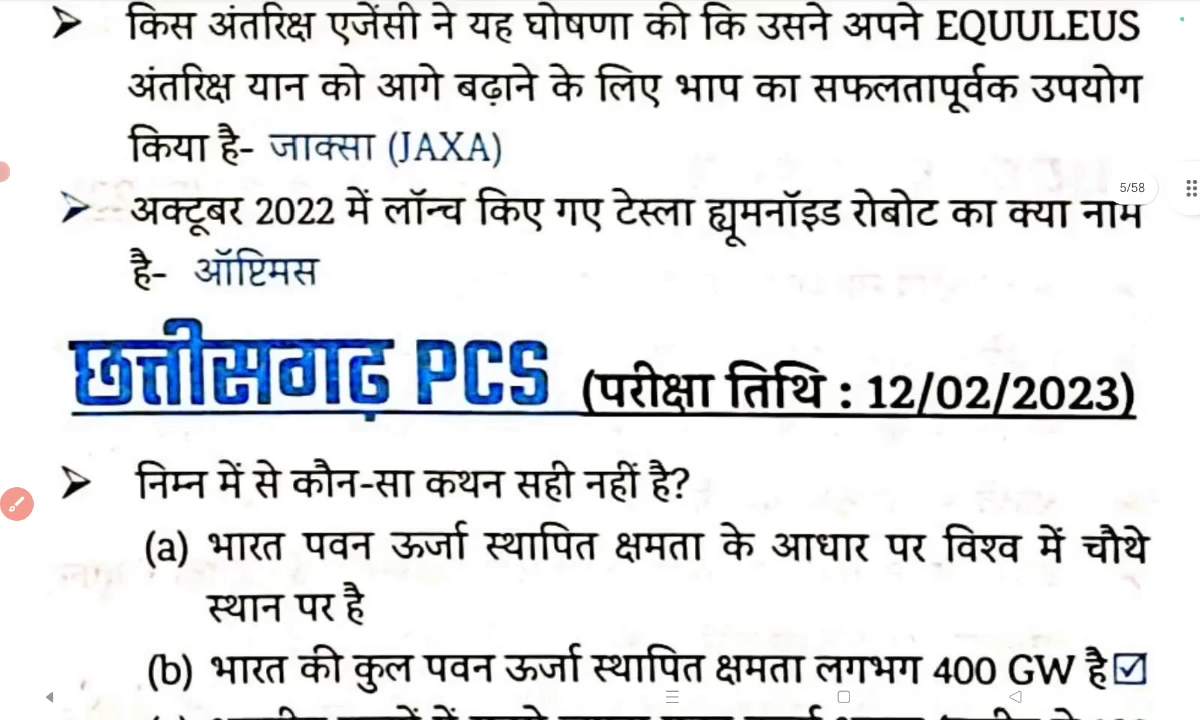 ➤ किस अंतरिक्ष एजेंसी ने यह घोषणा की कि उसने अपने EQUULEUS
अंतरिक्ष यान को आगे बढ़ाने के लिए भाप का सफलतापूर्वक उपयोग
किया है- जाक्सा (JAXA)
5/58
➤ अक्टूबर 2022 में लॉन्च किए गए टेस्ला ह्यूमनॉइड रोबोट का क्या नाम
है- ऑप्टिमस
छत्तीसगढ़ PCS (परीक्षा तिथि : 12/02/2023)
➤ निम्न में से कौन-सा कथन सही नहीं है?
(a) भारत पवन ऊर्जा स्थापित क्षमता के आधार पर विश्व में चौथे
स्थान पर है
(b) भारत की कुल पवन ऊर्जा स्थापित क्षमता लगभग 400 GW है ☑